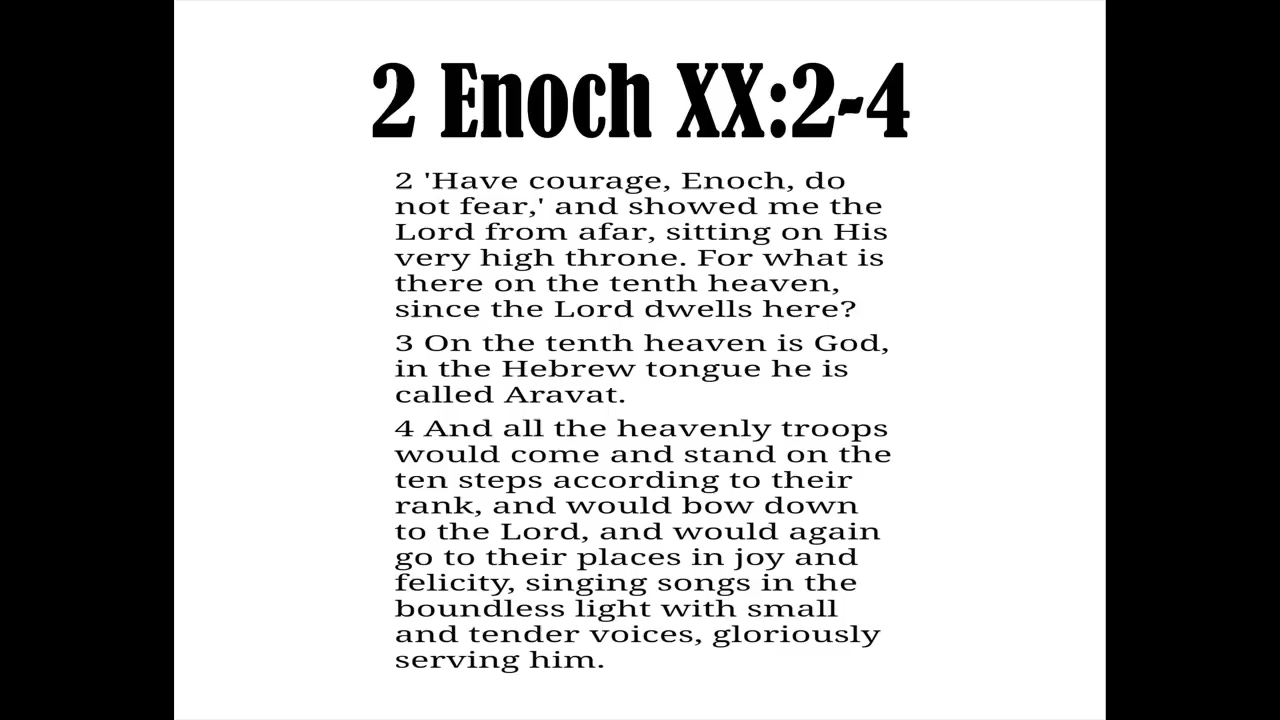 2 Enoch XX:2-4
2 'Have courage, Enoch, do
not fear,' and showed me the
Lord from afar, sitting on His
very high throne. For what is
there on the tenth heaven,
since the Lord dwells here?
3 On the tenth heaven is God,
in the Hebrew tongue he is
called Aravat.
4 And all the heavenly troops
would come and stand on the
ten steps according to their
rank, and would bow down
to the Lord, and would again
go to their places in joy and
felicity, singing songs in the
boundless light with small
and tender voices, gloriously
serving him.